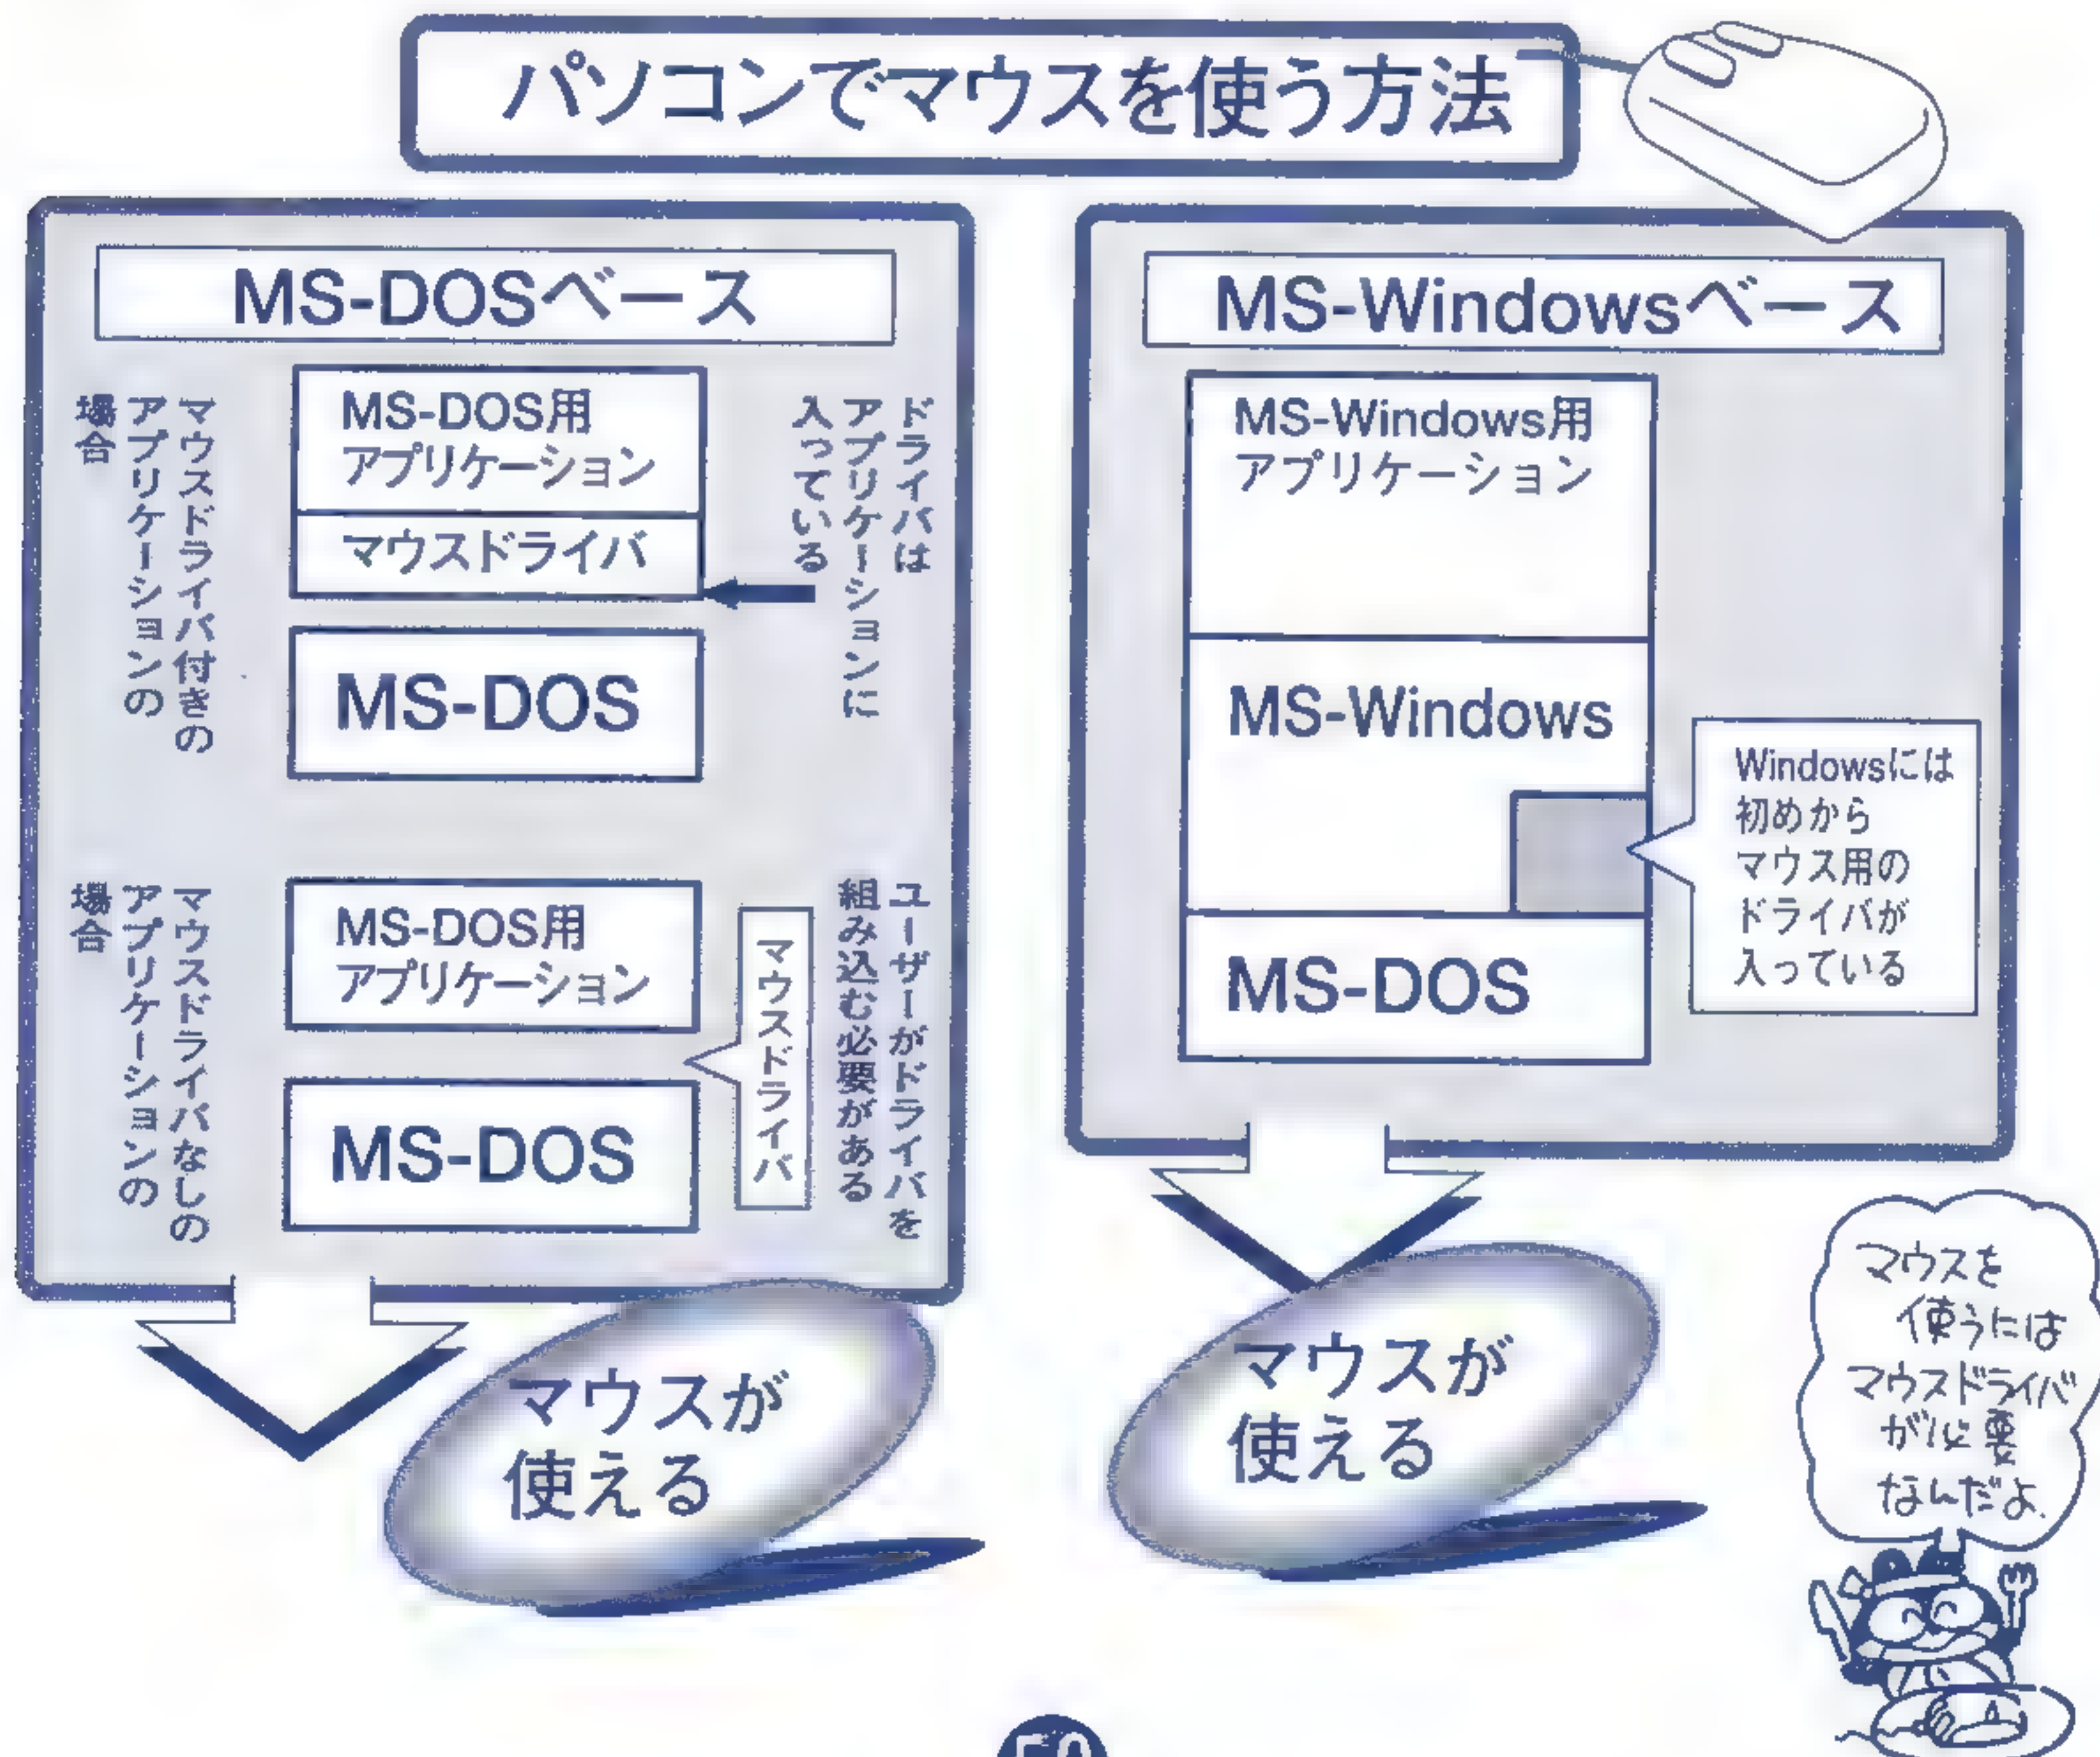 パソコンでマウスを使う方法
MS-DOSベース
マウスドライバ付きの
アプリケーションの
場合
MS-DOS用
アプリケーション
マウスドライバ
MS-DOS
ドライバは
アプリケーションに
入っている
マウスドライバなしの
アプリケーションの
場合
MS-DOS用
アプリケーション
MS-DOS
マウスドライバ
ユーザーがドライバを
組み込む必要がある
マウスが
使える
MS-Windowsベース
MS-Windows用
アプリケーション
MS-Windows
MS-DOS
Windowsには
初めから
マウス用の
ドライバが
入っている
マウスが
使える
マウスを
使うには
マウスドライバ
が必要
なんだよ.